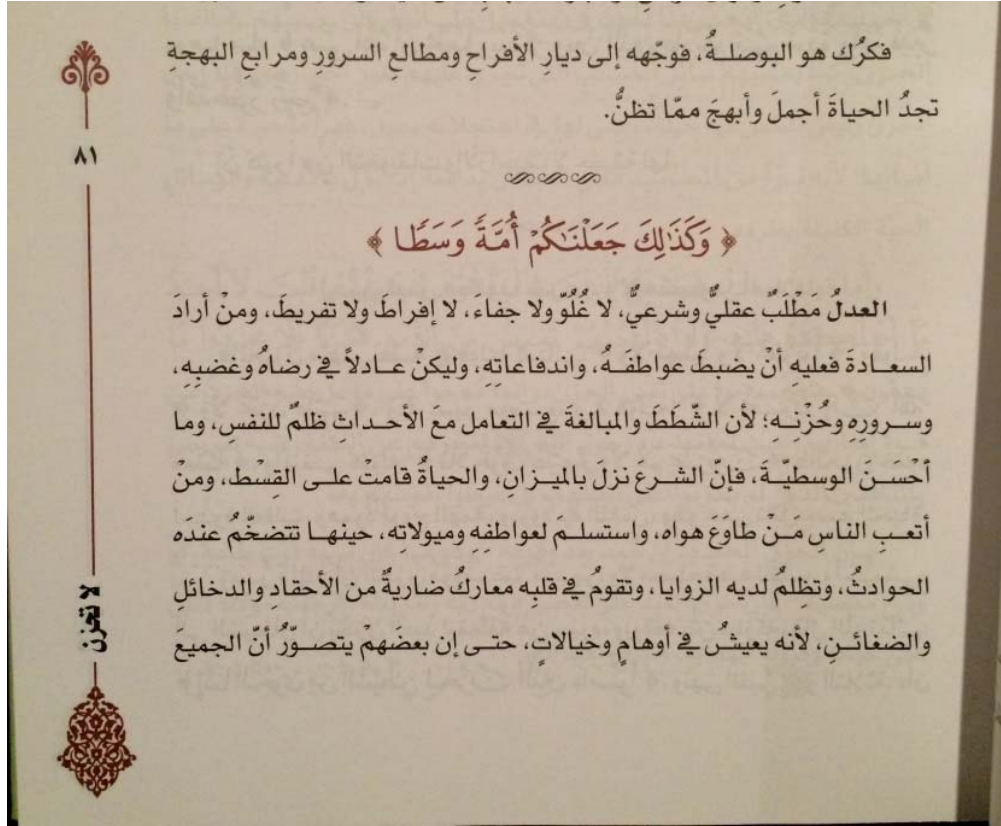 فكرُك هو البوصلةُ، فوجّهه إلى ديارِ الأفراحِ ومطالعِ السرورِ ومرابعِ البهجةِ
تجدُ الحياةَ أجملَ وأبهجَ ممّا تظنُّ.
٨١
﴿ وَكَذَٰلِكَ جَعَلْنَـٰكُمْ أُمَّةً وَسَطًا ﴾
العدلُ مَطْلَبٌ عقليٌّ وشرعيٌّ، لا غُلُوّ ولا جفاءَ، لا إفراطَ ولا تفريطَ، ومنْ أرادَ
السعادةَ فعليهِ أنْ يضبطَ عواطفَهُ، واندفاعاتِهِ، وليكنْ عادلاً في رضاهُ وغضبِهِ،
وسرورِهِ وحُزْنِهِ؛ لأن الشَّطَطَ والمبالغةَ في التعامل معَ الأحداثِ ظلمٌ للنفسِ، وما
أحْسَنَ الوسطيّةَ، فإنّ الشرعَ نزلَ بالميزانِ، والحياةُ قامتْ على القِسْط، ومنْ
أتعبِ الناسِ مَنْ طاوَعَ هواه، واستسلمَ لعواطفِهِ وميولاتِه، حينها تتضخّمُ عندَه
الحوادثُ، وتظلمُ لديه الزوايا، وتقومُ في قلبِه معاركُ ضاريةٌ من الأحقادِ والدخائلِ
والضغائنِ، لأنه يعيشُ في أوهامٍ وخيالاتٍ، حتى إن بعضَهمْ يتصوّرُ أنّ الجميعَ
لا تحزن